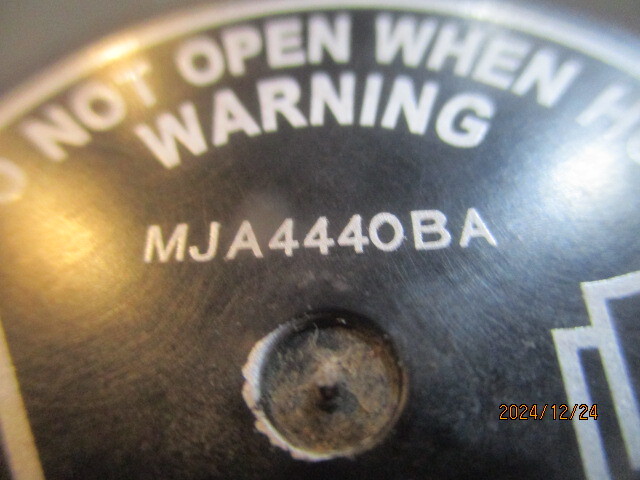 NOT OPEN WHEN
WARNING
MJA4440BA
2024/12/24